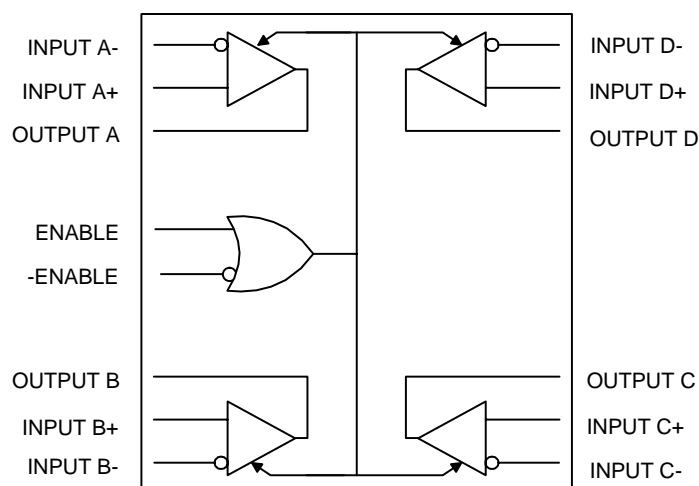 INPUT A-
INPUT A+
OUTPUT A
ENABLE
-ENABLE
OUTPUT B
INPUT B+
INPUT B-
INPUT D-
INPUT D+
OUTPUT D
OUTPUT C
INPUT C+
INPUT C-